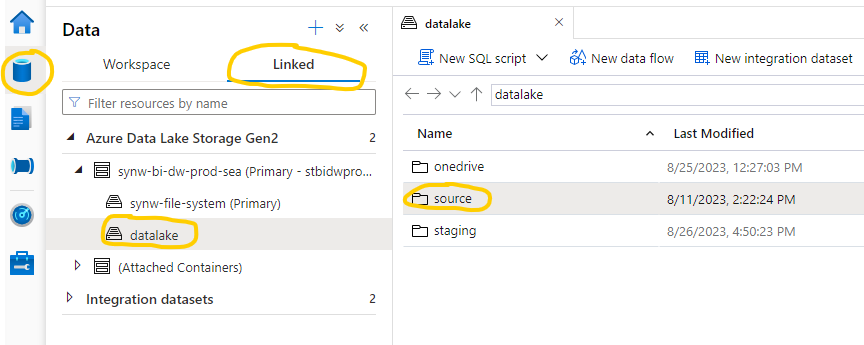 Data
Workspace
Linked
Filter resources by name
Azure Data Lake Storage Gen2 2
synw-bi-dw-prod-sea (Primary - stbidwpro...
synw-file-system (Primary)
datalake
(Attached Containers)
Integration datasets 2
datalake
New SQL script
New data flow
New integration dataset
datalake
Name Last Modified
onedrive 8/25/2023, 12:27:03 PM
source 8/11/2023, 2:22:24 PM
staging 8/26/2023, 4:50:23 PM